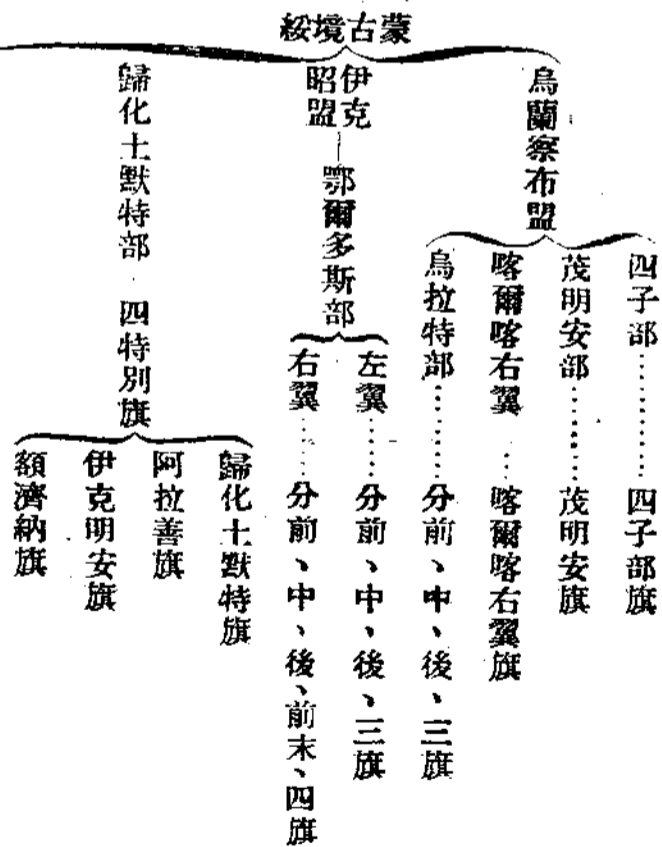 蒙古境綏
烏蘭察布盟
四子部…………四子部旗
茂明安部………茂明安旗
喀爾喀右翼…喀爾喀右翼旗
烏拉特部………分前、中、後、三旗
伊克昭盟—鄂爾多斯部
左翼……分前、中、後、三旗
右翼……分前、中、後、前末、四旗
歸化土默特部 四特別旗
歸化土默特旗
阿拉善旗
伊克明安旗
額濟納旗